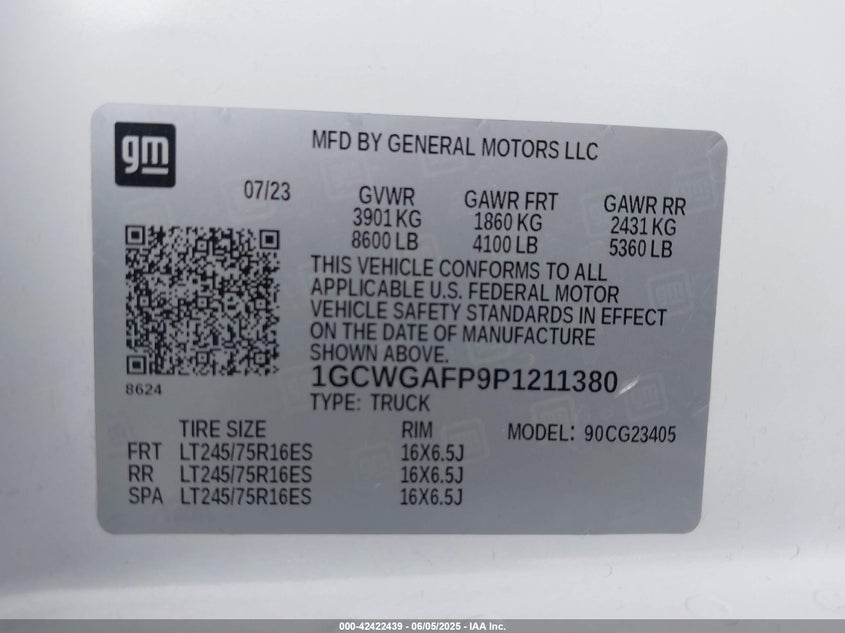 gm
MFD BY GENERAL MOTORS LLC
07/23
GVWR
3901 KG
8600 LB
GAWR FRT
1860 KG
4100 LB
GAWR RR
2431 KG
5360 LB
THIS VEHICLE CONFORMS TO ALL
APPLICABLE U.S. FEDERAL MOTOR
VEHICLE SAFETY STANDARDS IN EFFECT
ON THE DATE OF MANUFACTURE
SHOWN ABOVE.
8624
1GCWGAFP9P1211380
TYPE: TRUCK
TIRE SIZE RIM MODEL: 90CG23405
FRT LT245/75R16ES 16X6.5J
RR LT245/75R16ES 16X6.5J
SPA LT245/75R16ES 16X6.5J
000-42422439 - 06/05/2025 - IAA Inc.